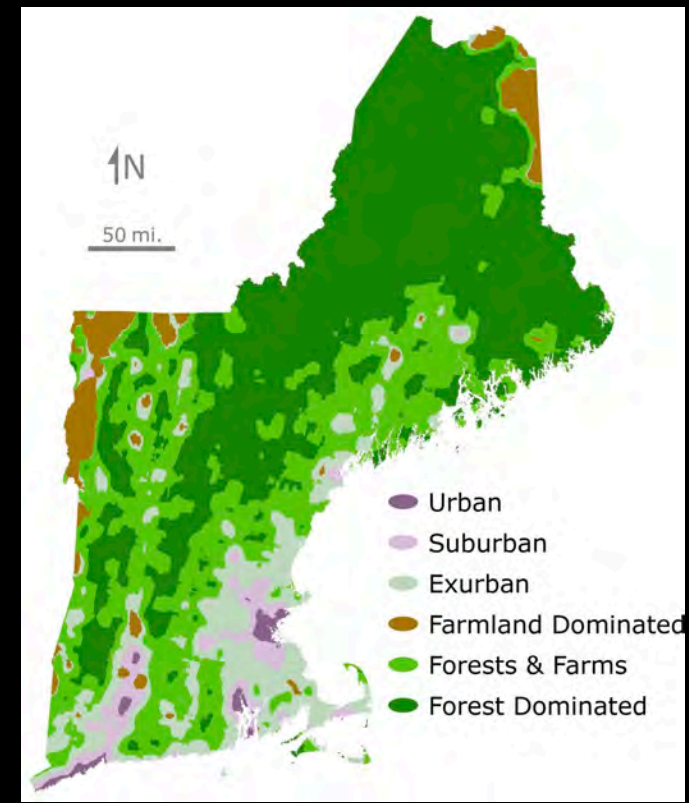 N
50 mi.
Urban
Suburban
Exurban
Farmland Dominated
Forests & Farms
Forest Dominated